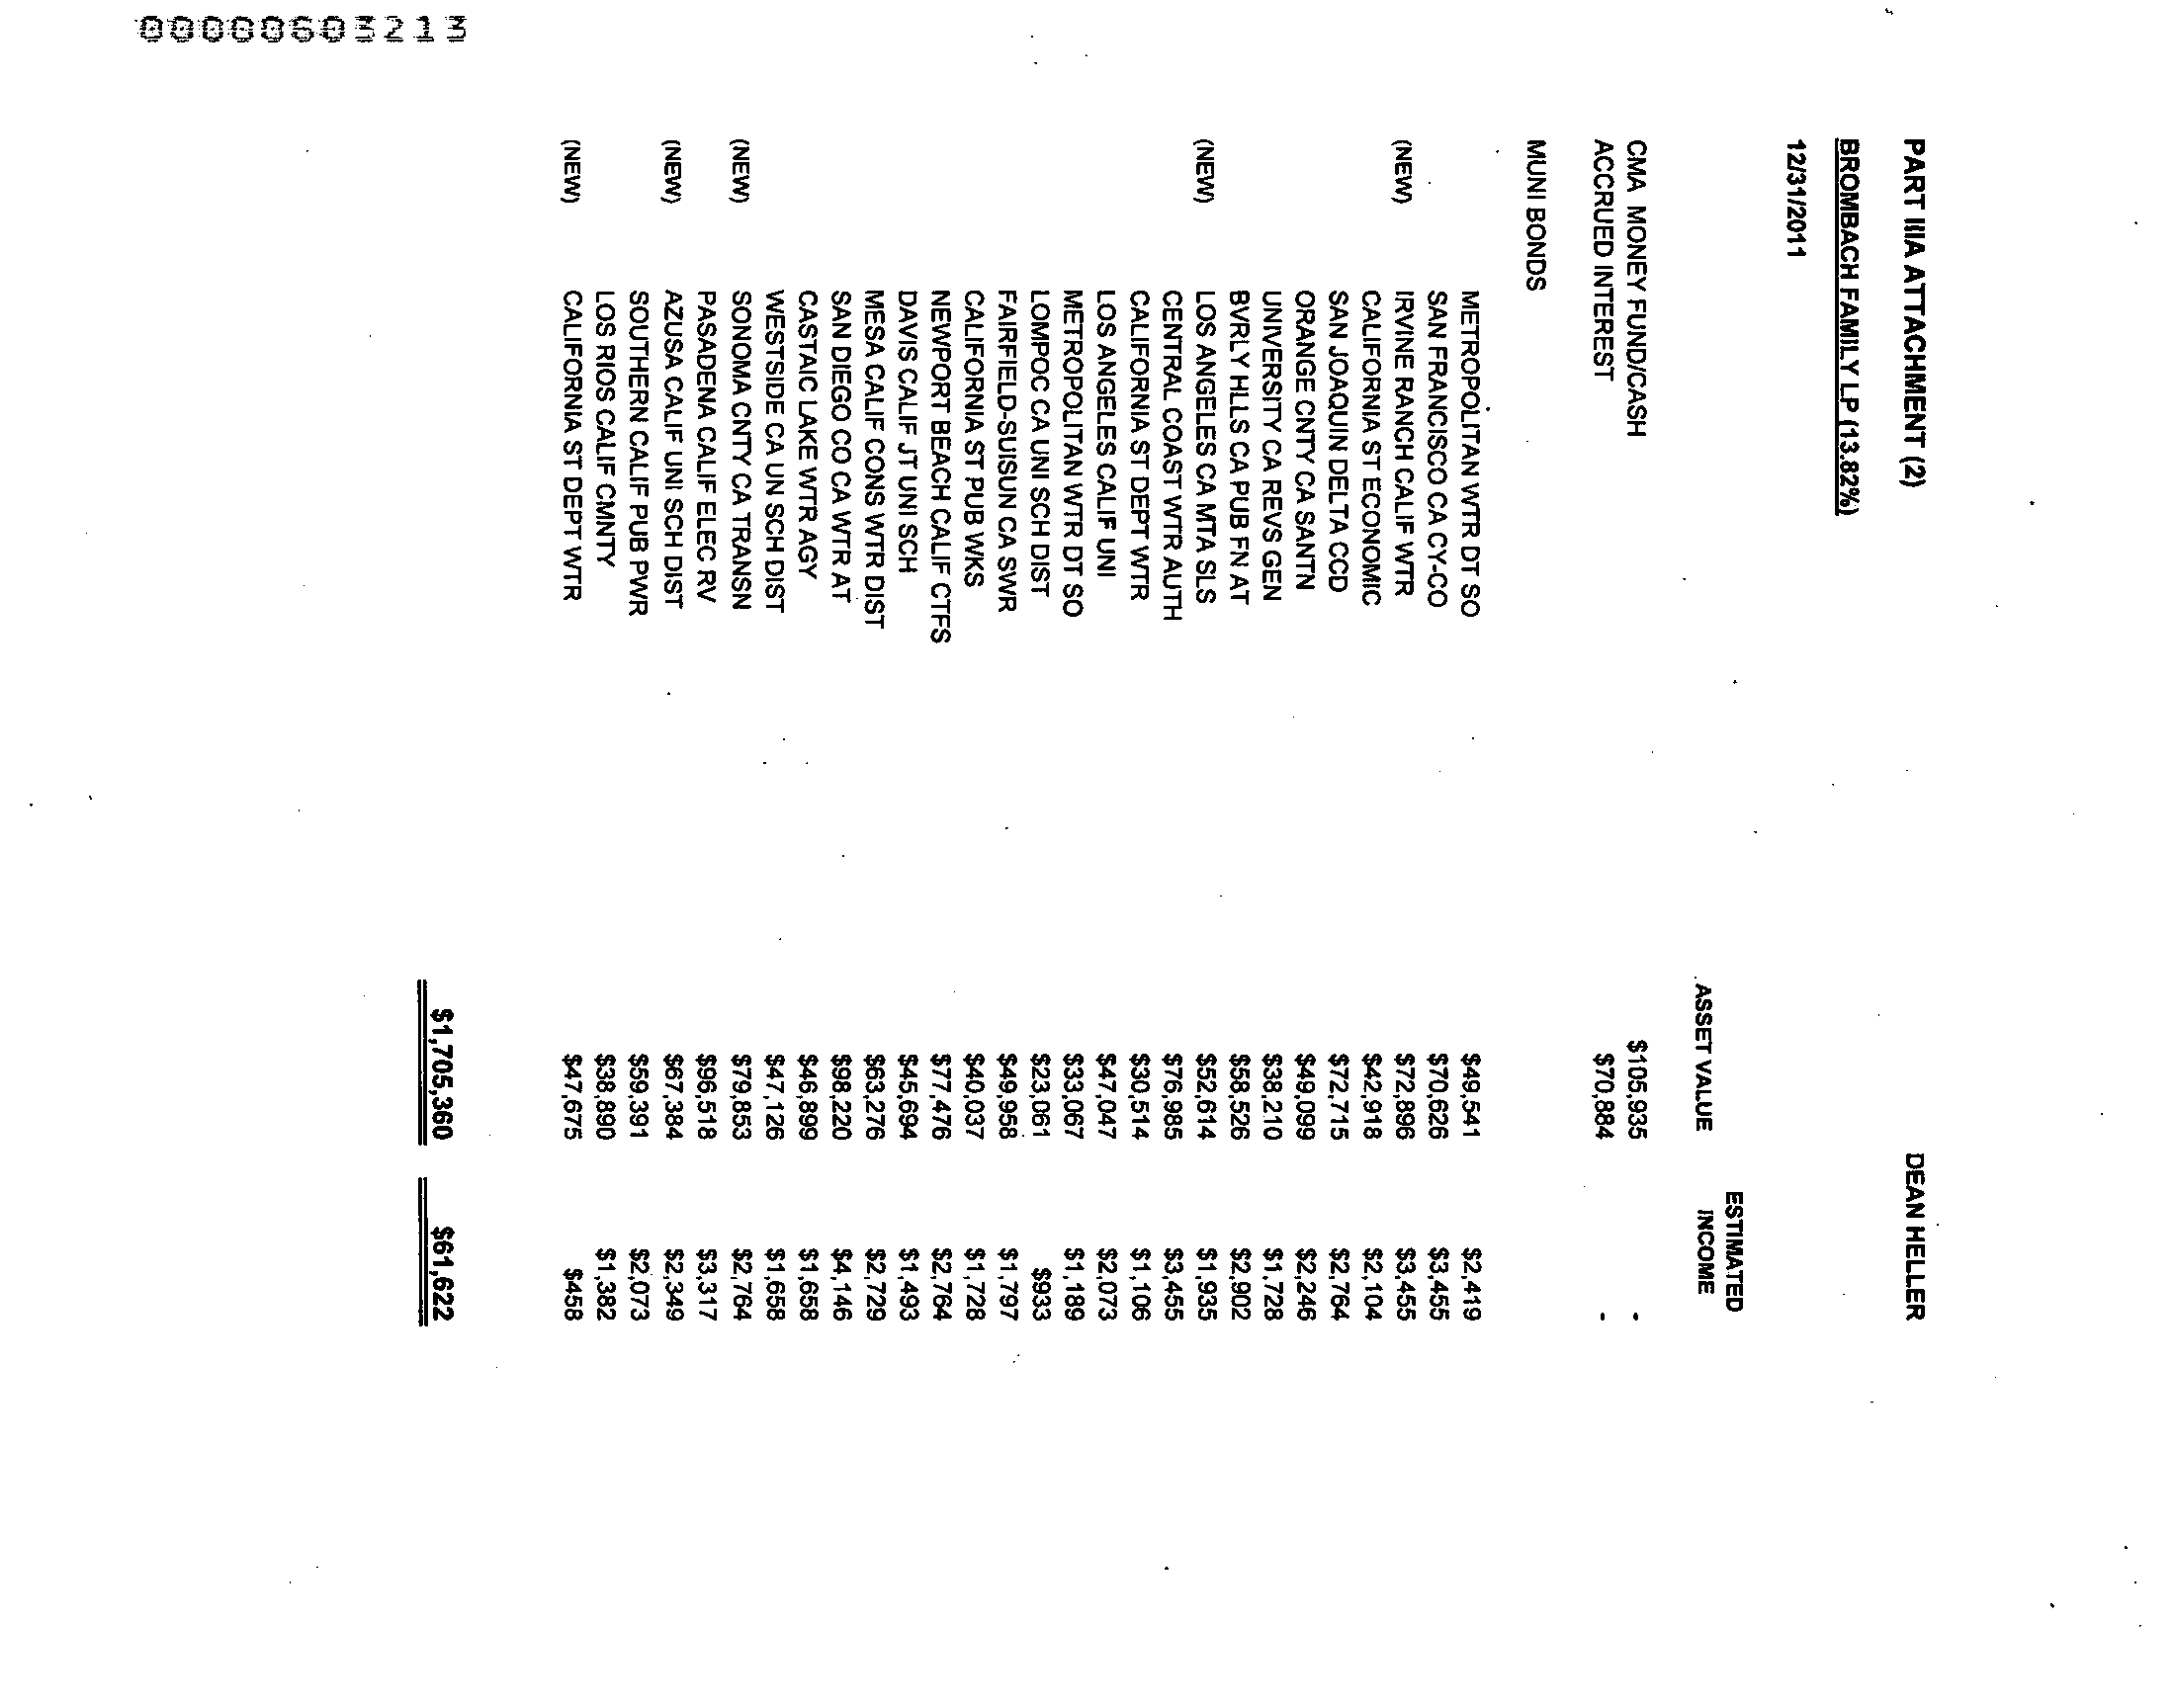 PART IIIA ATTACHMENT (2) DEAN HELLER
BROMBACH FAMILY LP (13.82%)
12/31/2011
ESTIMATED
ASSET VALUE INCOME
CMA MONEY FUND/CASH $105,935 -
ACCRUED INTEREST $70,884 -
MUNI BONDS
METROPOLITAN WTR DT SO $49,541 $2,419
SAN FRANCISCO CA CY-CO $70,626 $3,455
(NEW) IRVINE RANCH CALIF WTR $72,896 $3,455
CALIFORNIA ST ECONOMIC $42,918 $2,104
SAN JOAQUIN DELTA CCD $72,715 $2,764
ORANGE CNTY CA SANTN $49,099 $2,246
UNIVERSITY CA REVS GEN $38,210 $1,728
BVRLY HLLS CA PUB FN AT $58,526 $2,902
(NEW) LOS ANGELES CA MTA SLS $52,614 $1,935
CENTRAL COAST WTR AUTH $76,985 $3,455
CALIFORNIA ST DEPT WTR $30,514 $1,106
LOS ANGELES CALIF UNI $47,047 $2,073
METROPOLITAN WTR DT SO $33,067 $1,189
LOMPOC CA UNI SCH DIST $23,061 $933
FAIRFIELD-SUISUN CA SWR $49,958 $1,797
CALIFORNIA ST PUB WKS $40,037 $1,728
NEWPORT BEACH CALIF CTFS $77,476 $2,764
DAVIS CALIF JT UNI SCH $45,694 $1,493
MESA CALIF CONS WTR DIST $63,276 $2,729
SAN DIEGO CO CA WTR AT $98,220 $4,146
CASTAIC LAKE WTR AGY $46,899 $1,658
WESTSIDE CA UN SCH DIST $47,126 $1,658
(NEW) SONOMA CNTY CA TRANSN $79,853 $2,764
PASADENA CALIF ELEC RV $96,518 $3,317
(NEW) AZUSA CALIF UNI SCH DIST $67,384 $2,349
SOUTHERN CALIF PUB PWR $59,391 $2,073
LOS RIOS CALIF CMNTY $38,890 $1,382
(NEW) CALIFORNIA ST DEPT WTR $47,675 $458
$1,705,360 $61,622
00000603213